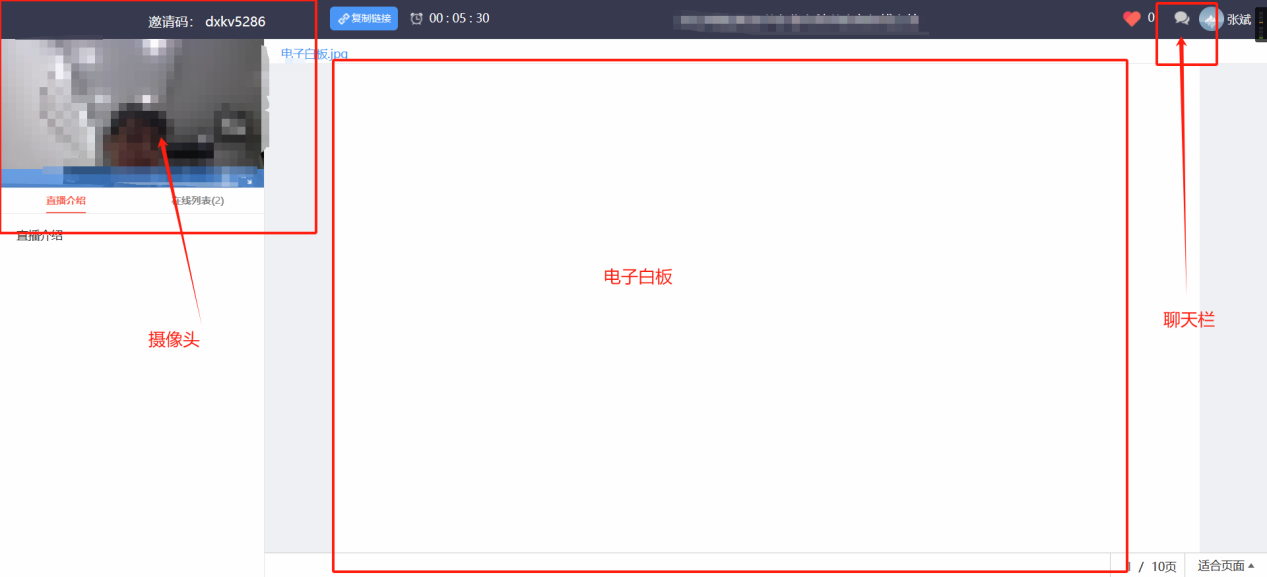 邀请码： dxkv5286
复制链接
00 : 05 : 30
0
张斌
电子白板.jpg
直播介绍
在线列表(2)
直播介绍
电子白板
聊天栏
摄像头
/ 10页
适合页面